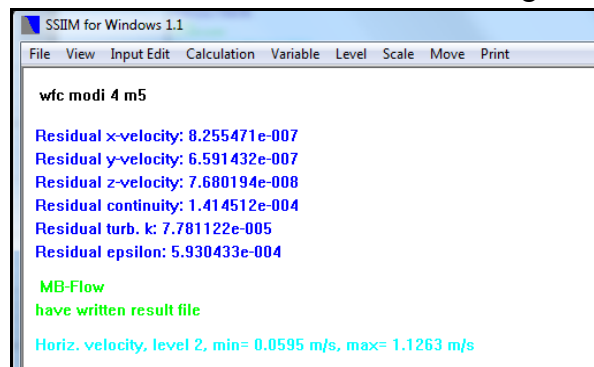 SSIIM for Windows 1.1
File View Input Edit Calculation Variable Level Scale Move Print
wfc modi 4 m5
Residual x-velocity: 8.255471e-007
Residual y-velocity: 6.591432e-007
Residual z-velocity: 7.680194e-008
Residual continuity: 1.414512e-004
Residual turb. k: 7.781122e-005
Residual epsilon: 5.930433e-004
MB-Flow
have written result file
Horiz. velocity, level 2, min= 0.0595 m/s, max= 1.1263 m/s